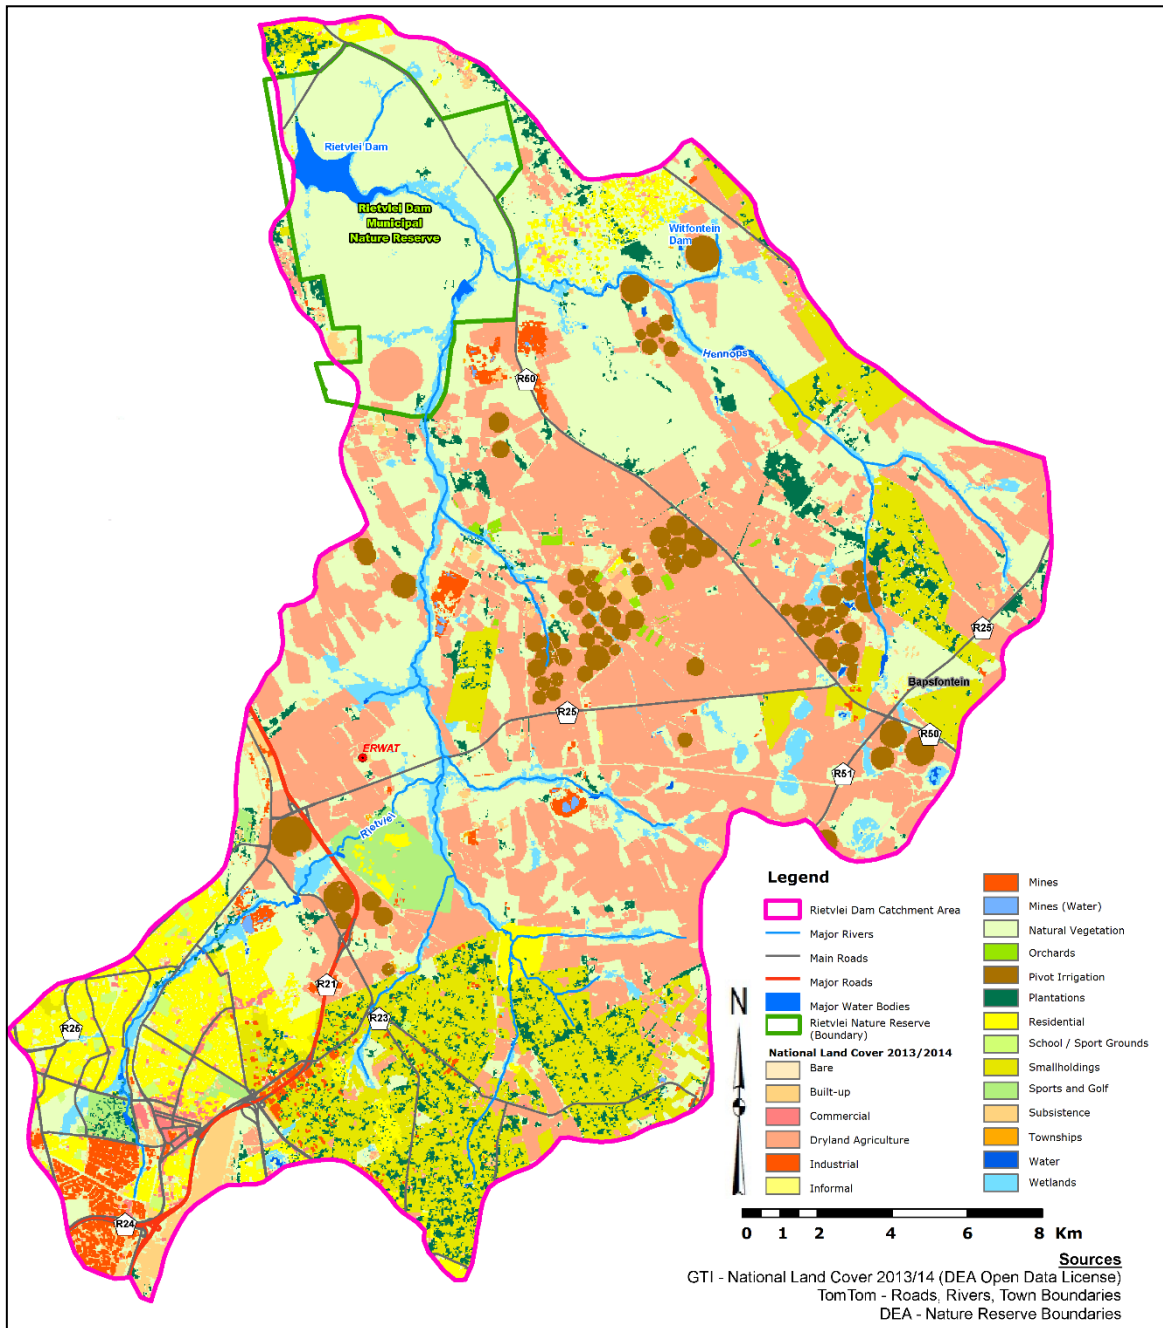 Rietvlei Dam
Rietvlei Dam
Municipal
Nature Reserve
Witfontein
Dam
Hennops
R50
R25
Bapsfontein
R25
R50
R51
ERWAT
Rietvlei
R21
R23
R25
R24
Legend
Rietvlei Dam Catchment Area
Major Rivers
Main Roads
Major Roads
Major Water Bodies
Rietvlei Nature Reserve
(Boundary)
National Land Cover 2013/2014
Bare
Built-up
Commercial
Dryland Agriculture
Industrial
Informal
Mines
Mines (Water)
Natural Vegetation
Orchards
Pivot Irrigation
Plantations
Residential
School / Sport Grounds
Smallholdings
Sports and Golf
Subsistence
Townships
Water
Wetlands
N
0 1 2 4 6 8 Km
Sources
GTI - National Land Cover 2013/14 (DEA Open Data License)
TomTom - Roads, Rivers, Town Boundaries
DEA - Nature Reserve Boundaries